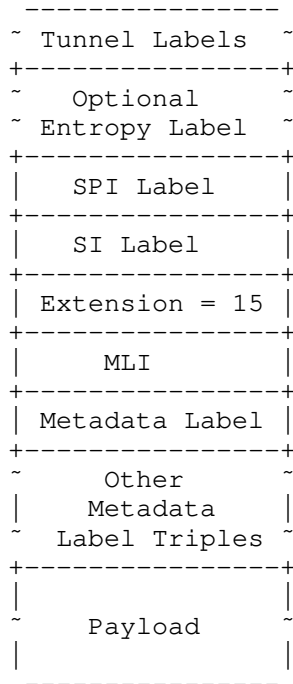 Tunnel Labels
Optional
Entropy Label
SPI Label
SI Label
Extension = 15
MLI
Metadata Label
Other
Metadata
Label Triples
Payload